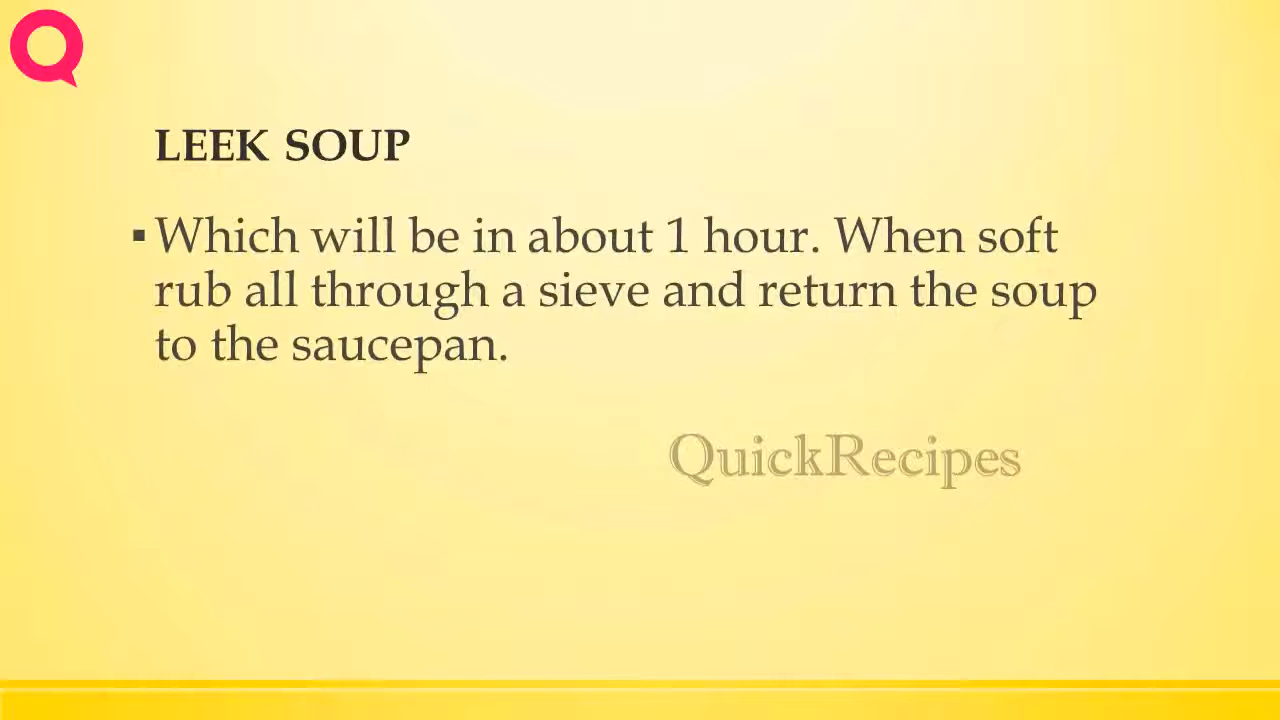 LEEK SOUP
▪Which will be in about 1 hour. When soft
rub all through a sieve and return the soup
to the saucepan.
QuickRecipes